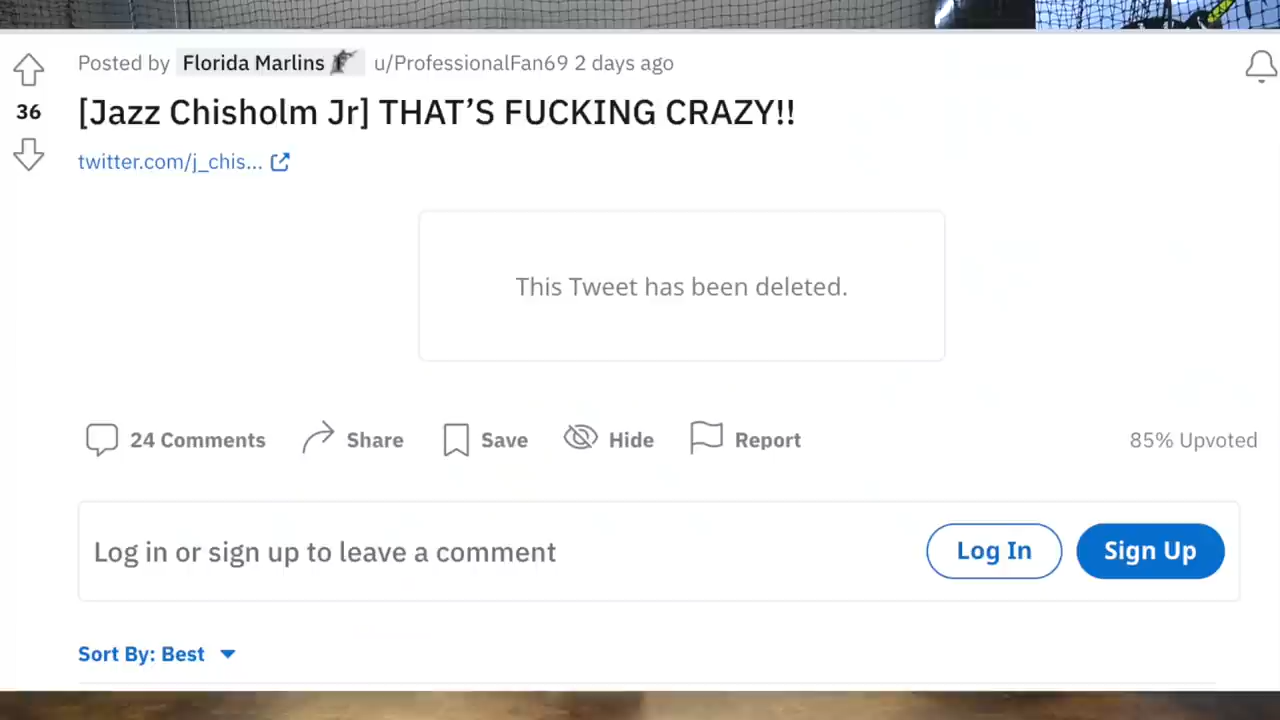 Posted by Florida Marlins u/ProfessionalFan69 2 days ago
36
[Jazz Chisholm Jr] THAT’S FUCKING CRAZY!!
twitter.com/j_chis...
This Tweet has been deleted.
24 Comments Share Save Hide Report 85% Upvoted
Log in or sign up to leave a comment Log In Sign Up
Sort By: Best